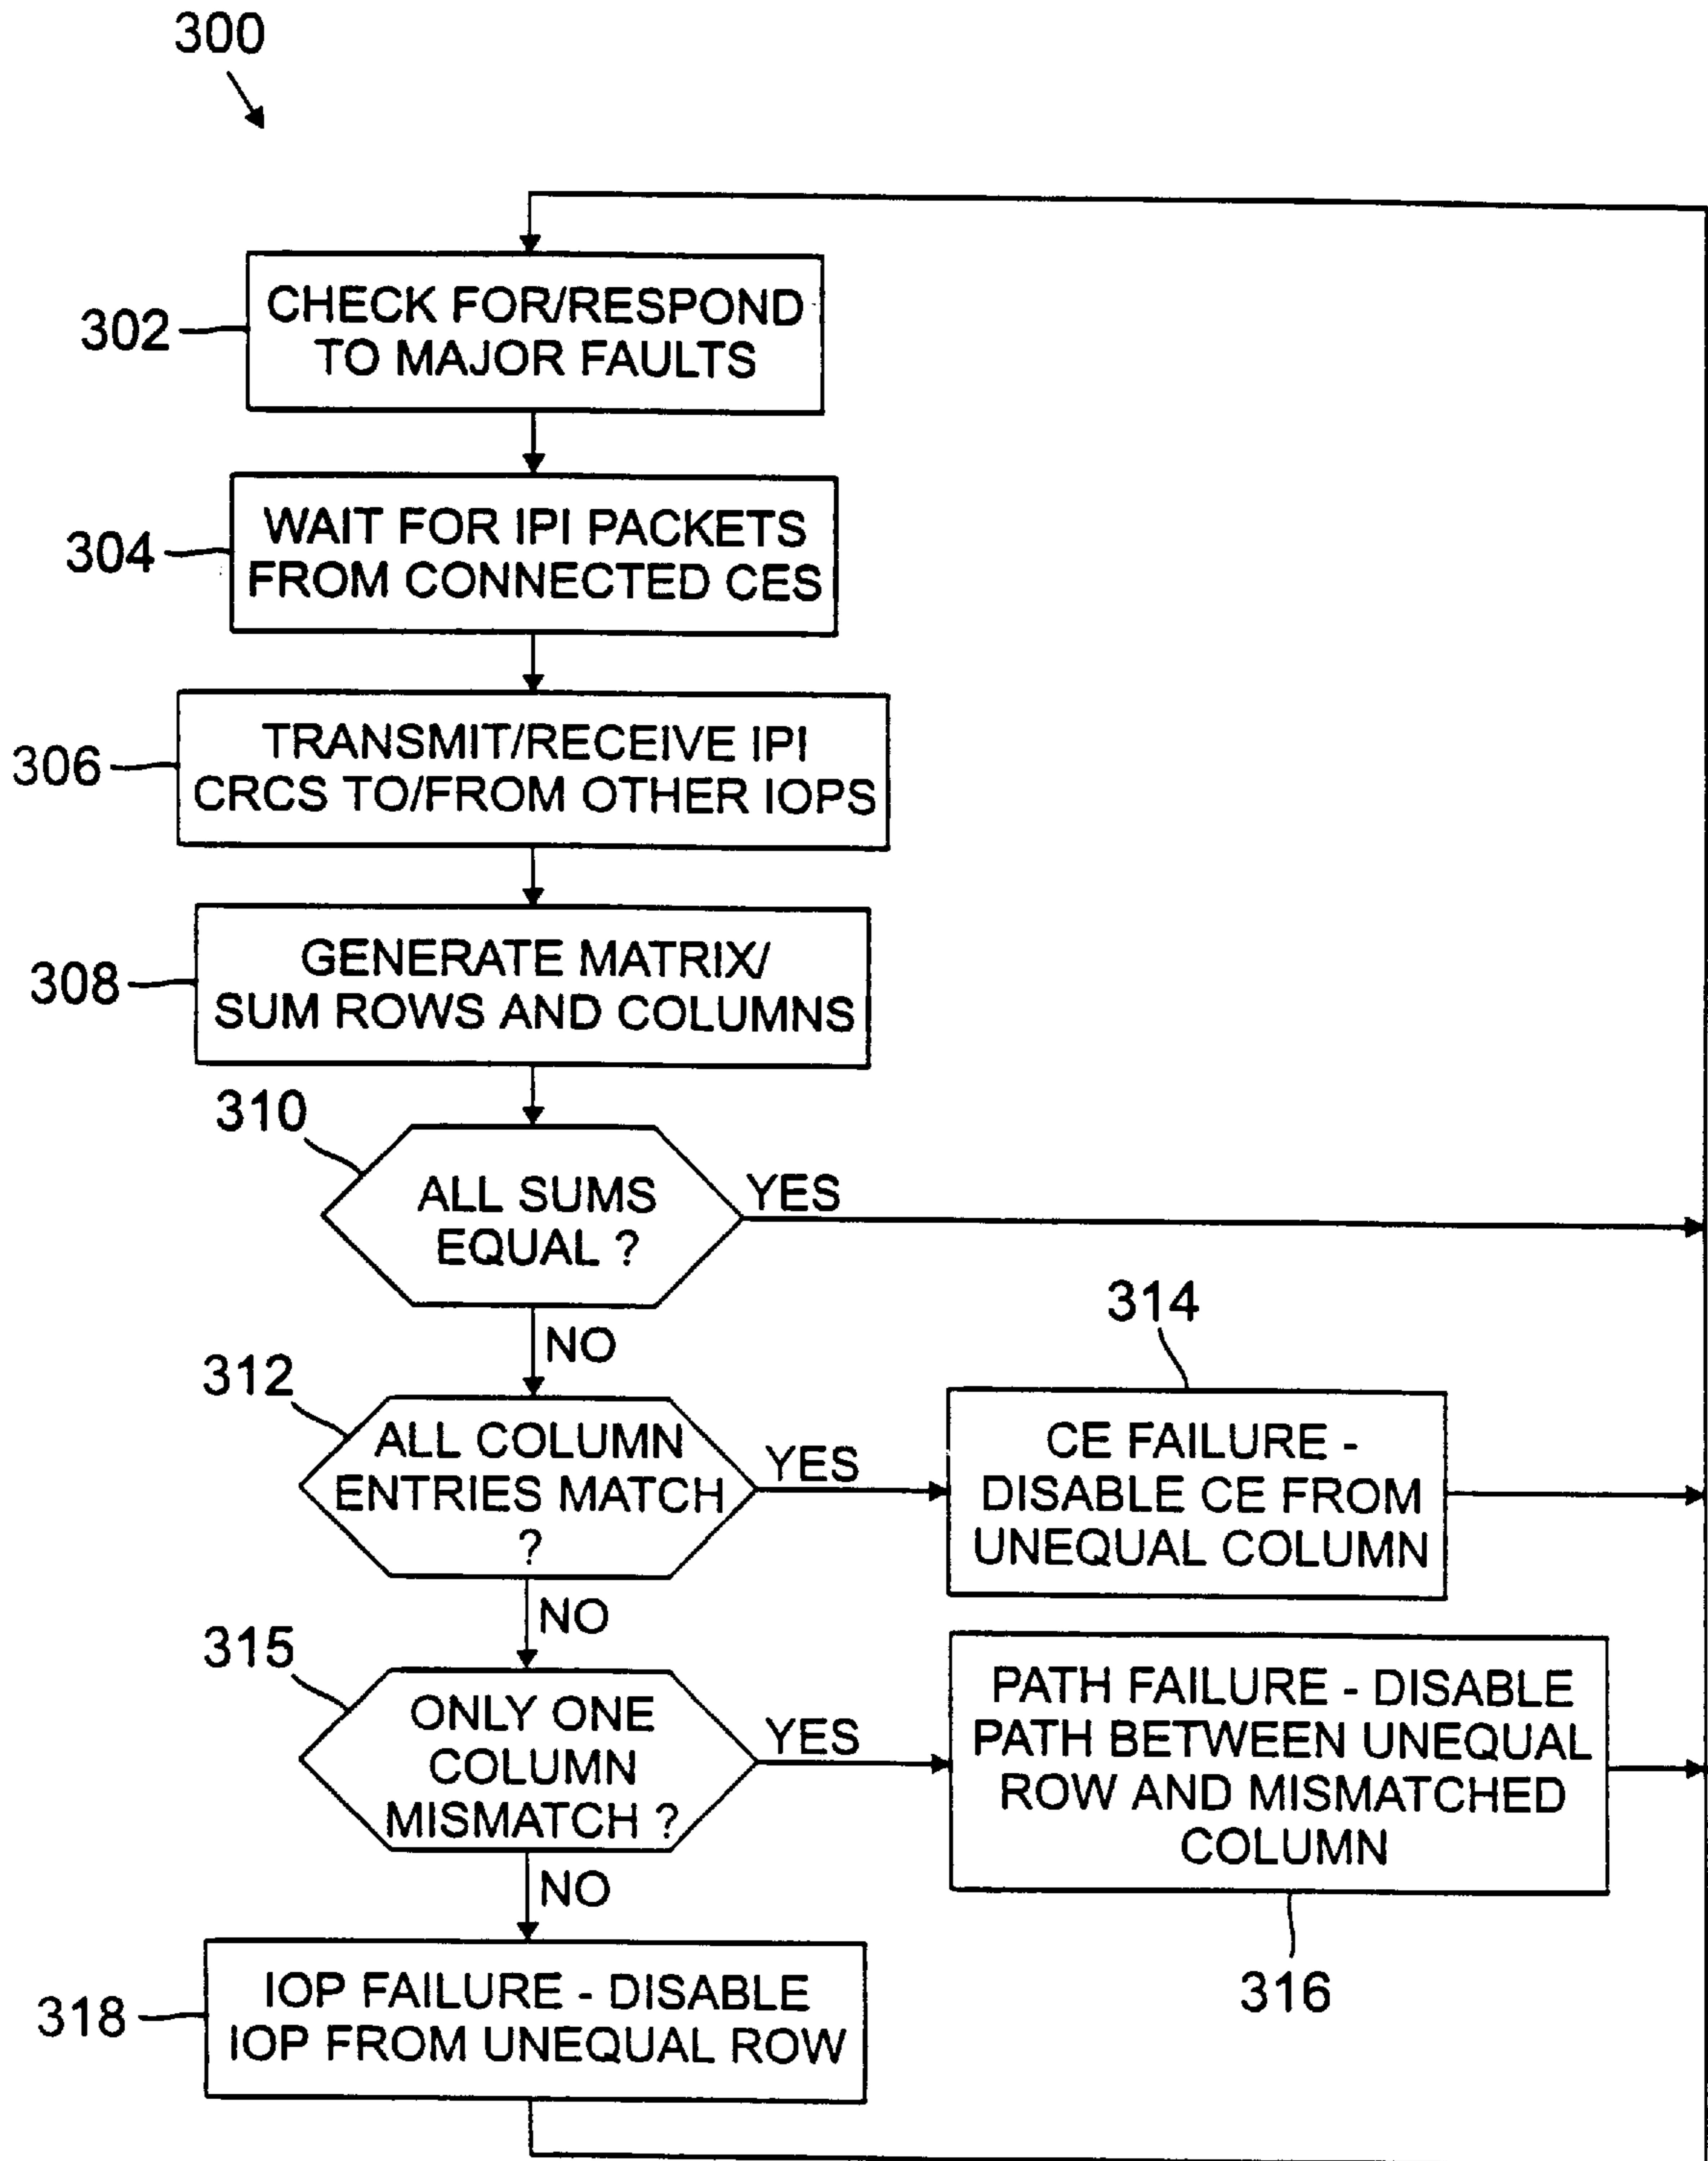 300
302
CHECK FOR/RESPOND
TO MAJOR FAULTS
304
WAIT FOR IPI PACKETS
FROM CONNECTED CES
306
TRANSMIT/RECEIVE IPI
CRCS TO/FROM OTHER IOPS
308
GENERATE MATRIX/
SUM ROWS AND COLUMNS
310
ALL SUMS
EQUAL ?
YES
NO
312
ALL COLUMN
ENTRIES MATCH
?
YES
314
CE FAILURE -
DISABLE CE FROM
UNEQUAL COLUMN
NO
315
ONLY ONE
COLUMN
MISMATCH ?
YES
PATH FAILURE - DISABLE
PATH BETWEEN UNEQUAL
ROW AND MISMATCHED
COLUMN
316
NO
318
IOP FAILURE - DISABLE
IOP FROM UNEQUAL ROW